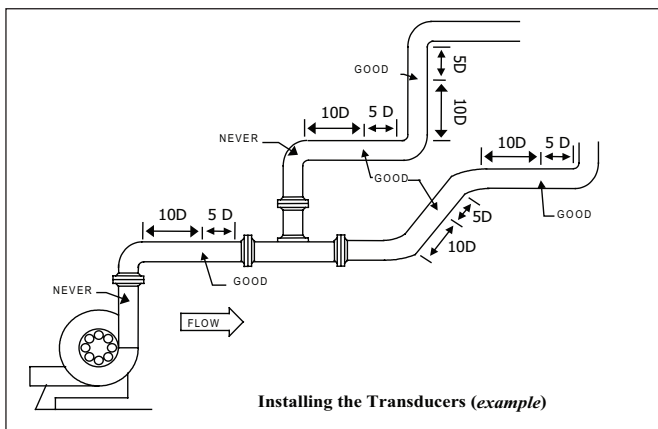 5D
GOOD
10D
10D 5 D
NEVER
10D 5 D
GOOD
5D
GOOD
10D 5 D
10D
GOOD
NEVER
FLOW
Installing the Transducers (example)